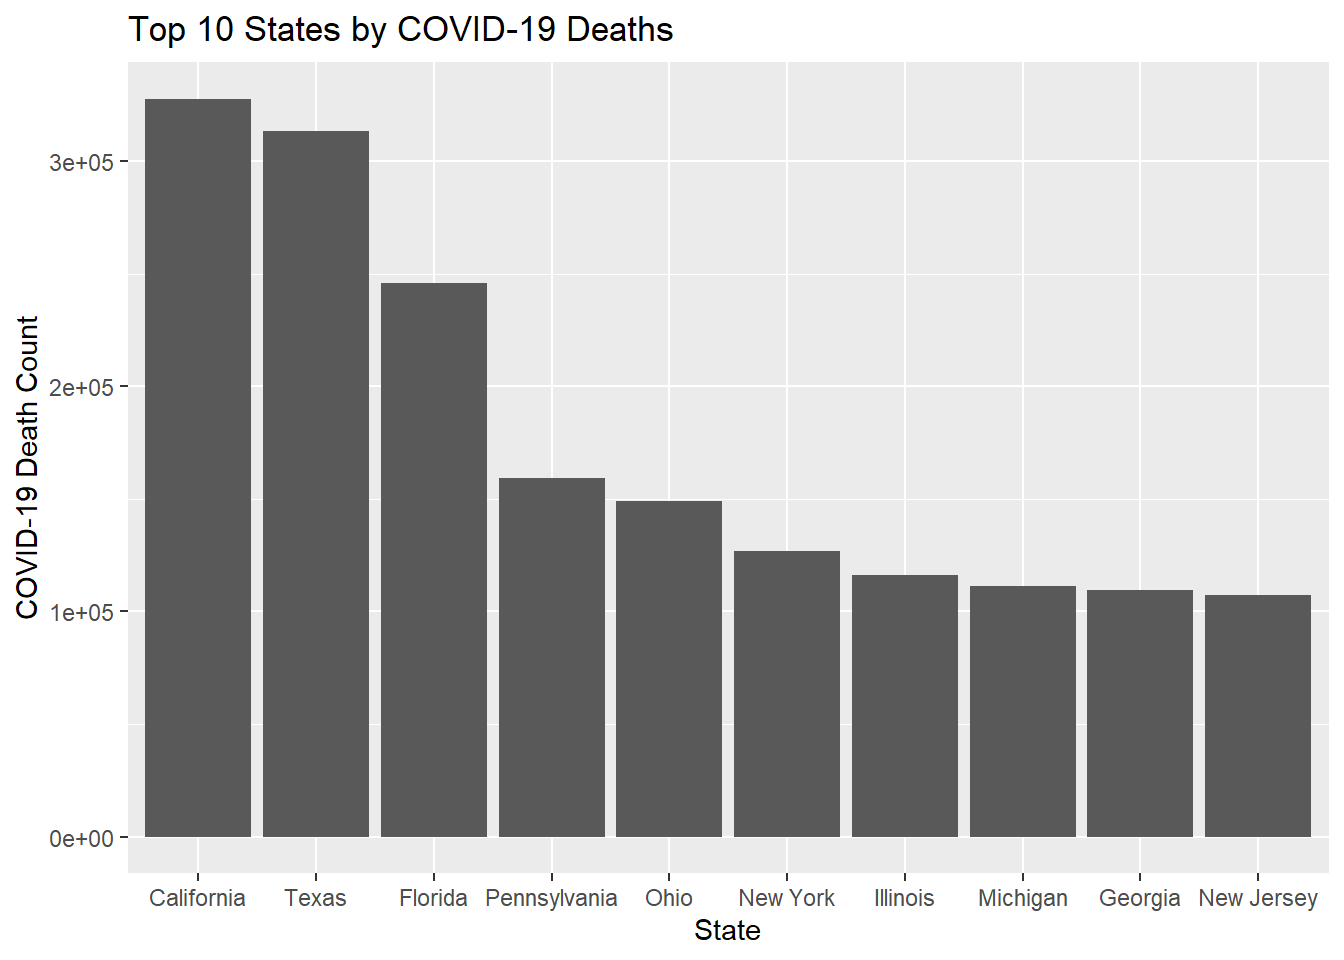 Top 10 States by COVID-19 Deaths
COVID-19 Death Count
3e+05
2e+05
1e+05
0e+00
California Texas Florida Pennsylvania Ohio New York Illinois Michigan Georgia New Jersey
State